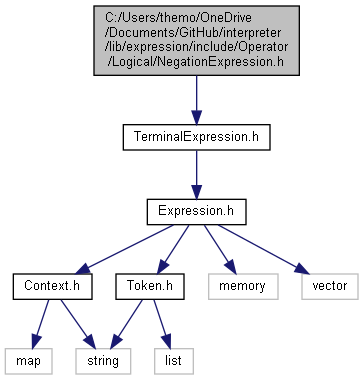 C:/Users/themo/OneDrive
/Documents/GitHub/interpreter
/lib/expression/include/Operator
/Logical/NegationExpression.h
TerminalExpression.h
Expression.h
Context.h
Token.h
memory
vector
map
string
list